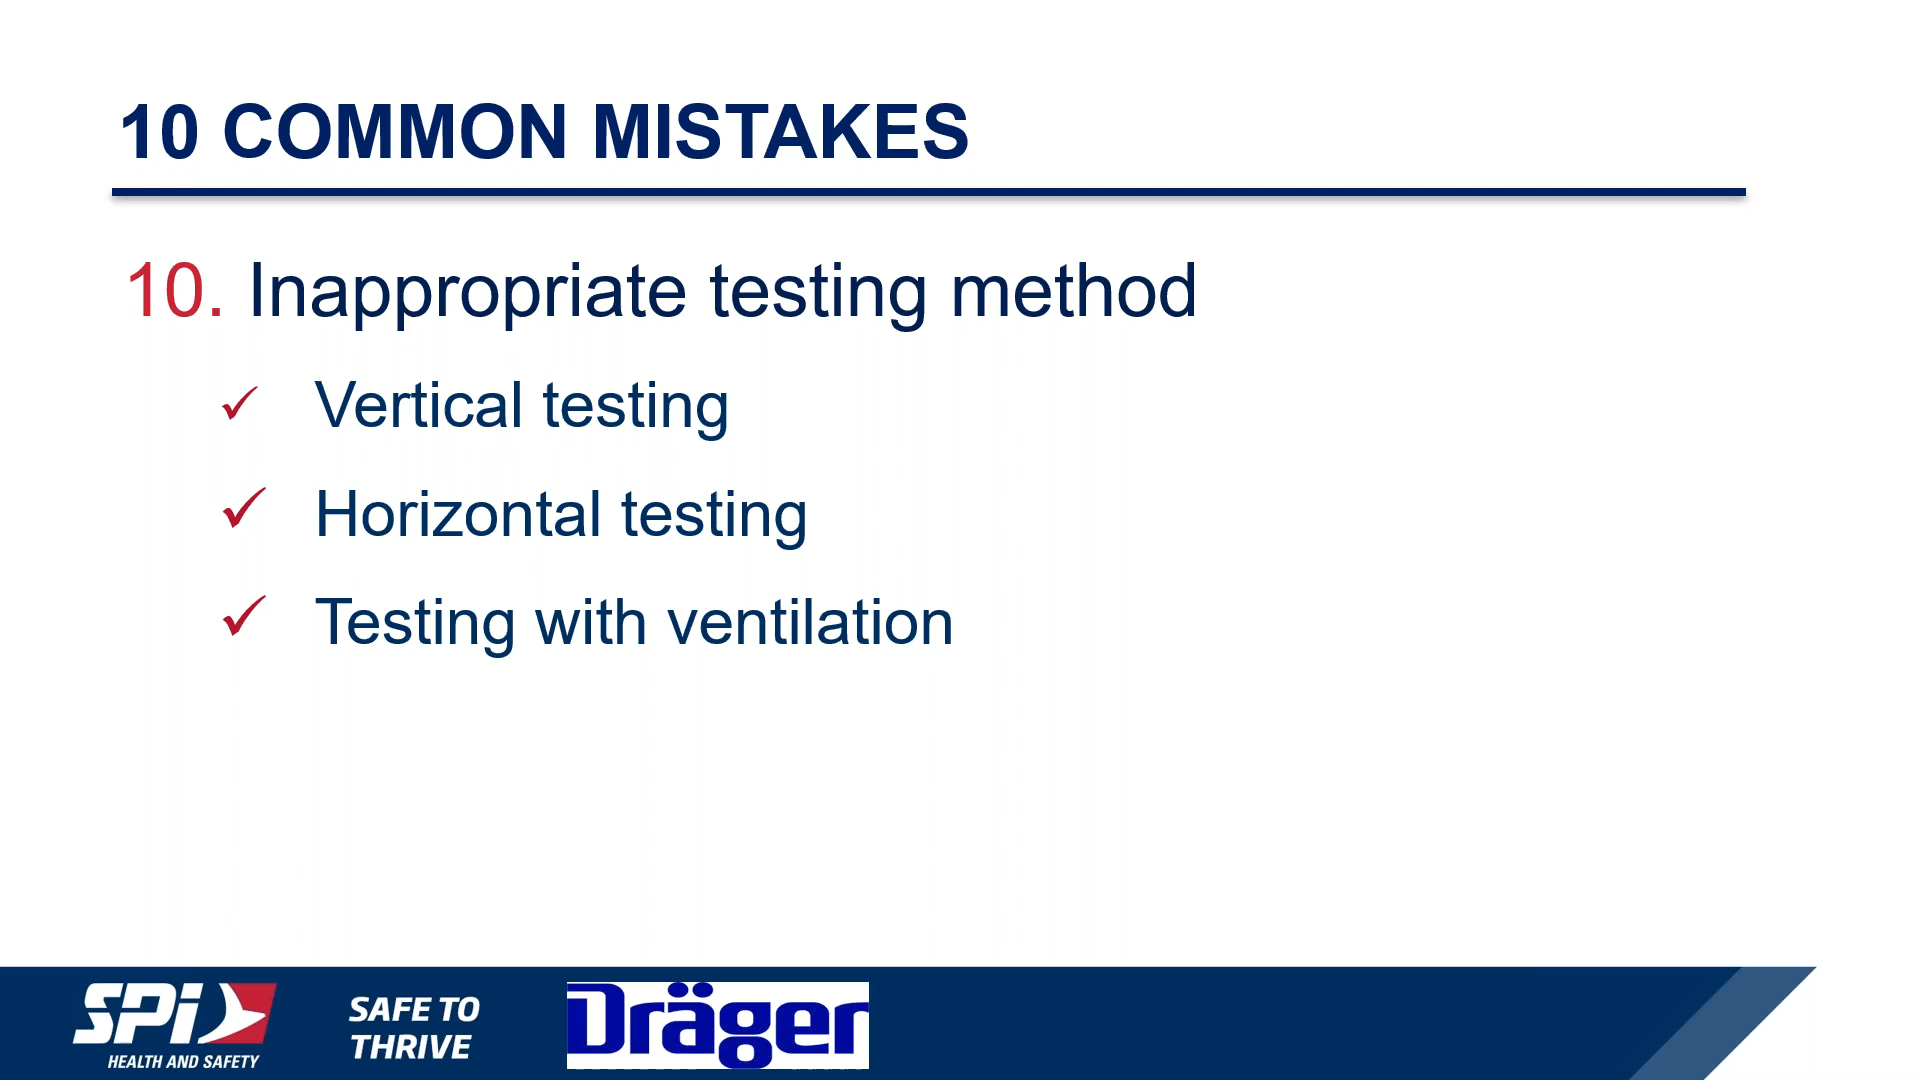 10 COMMON MISTAKES
10. Inappropriate testing method
✓ Vertical testing
✓ Horizontal testing
✓ Testing with ventilation
SPi
HEALTH AND SAFETY
SAFE TO
THRIVE
Dräger